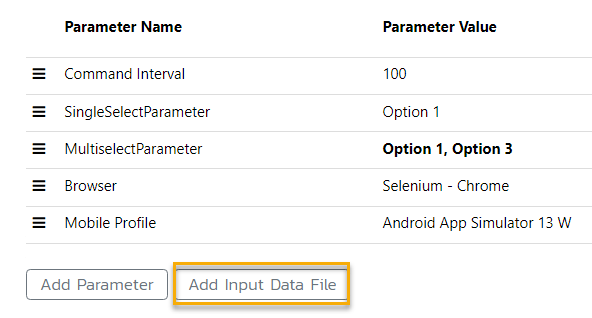 Parameter Name Parameter Value
Command Interval 100
SingleSelectParameter Option 1
MultiselectParameter Option 1, Option 3
Browser Selenium - Chrome
Mobile Profile Android App Simulator 13 W
Add Parameter Add Input Data File